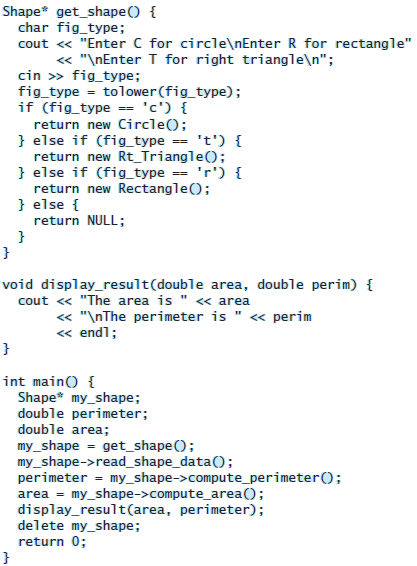 Shape* get_shape() {
  char fig_type;
  cout << "Enter C for circle\nEnter R for rectangle"
       << "\nEnter T for right triangle\n";
  cin >> fig_type;
  fig_type = tolower(fig_type);
  if (fig_type == 'c') {
    return new Circle();
  } else if (fig_type == 't') {
    return new Rt_Triangle();
  } else if (fig_type == 'r') {
    return new Rectangle();
  } else {
    return NULL;
  }
}

void display_result(double area, double perim) {
  cout << "The area is " << area
       << "\nThe perimeter is " << perim
       << endl;
}

int main() {
  Shape* my_shape;
  double perimeter;
  double area;
  my_shape = get_shape();
  my_shape->read_shape_data();
  perimeter = my_shape->compute_perimeter();
  area = my_shape->compute_area();
  display_result(area, perimeter);
  delete my_shape;
  return 0;
}